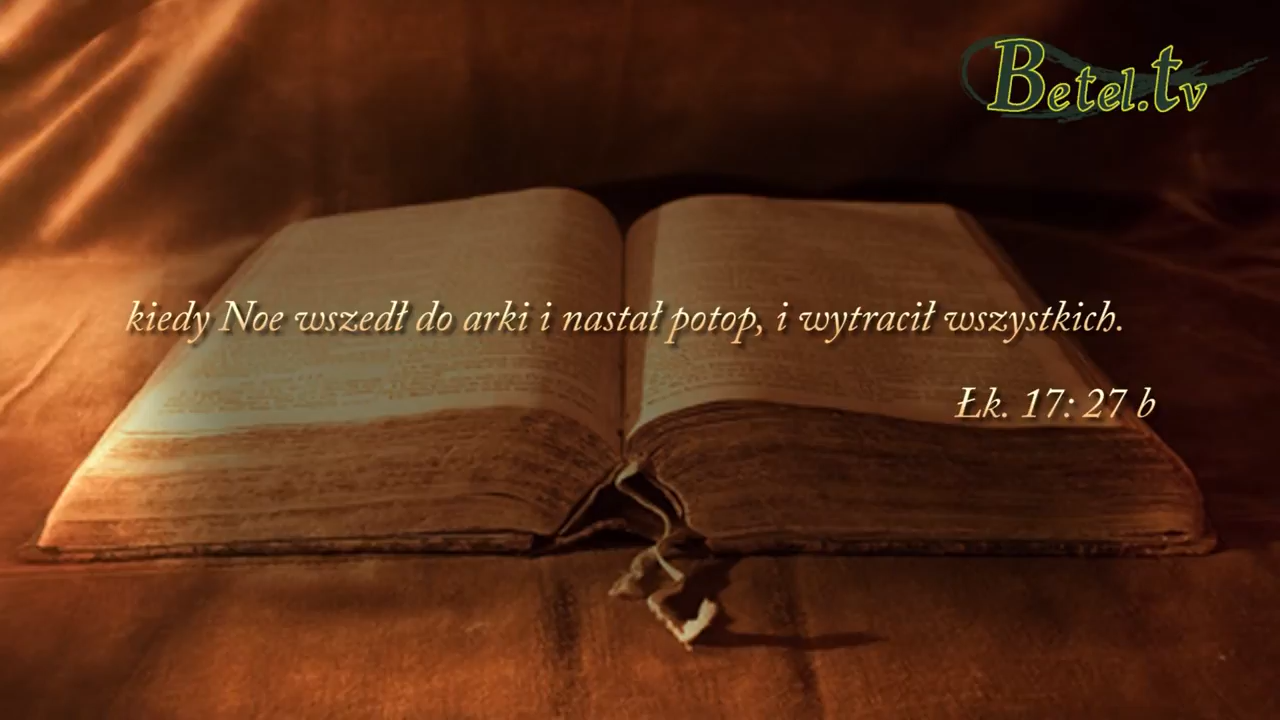 Betel.tv
kiedy Noe wszedł do arki i nastał potop, i wytracił wszystkich.
Łk. 17: 27 b